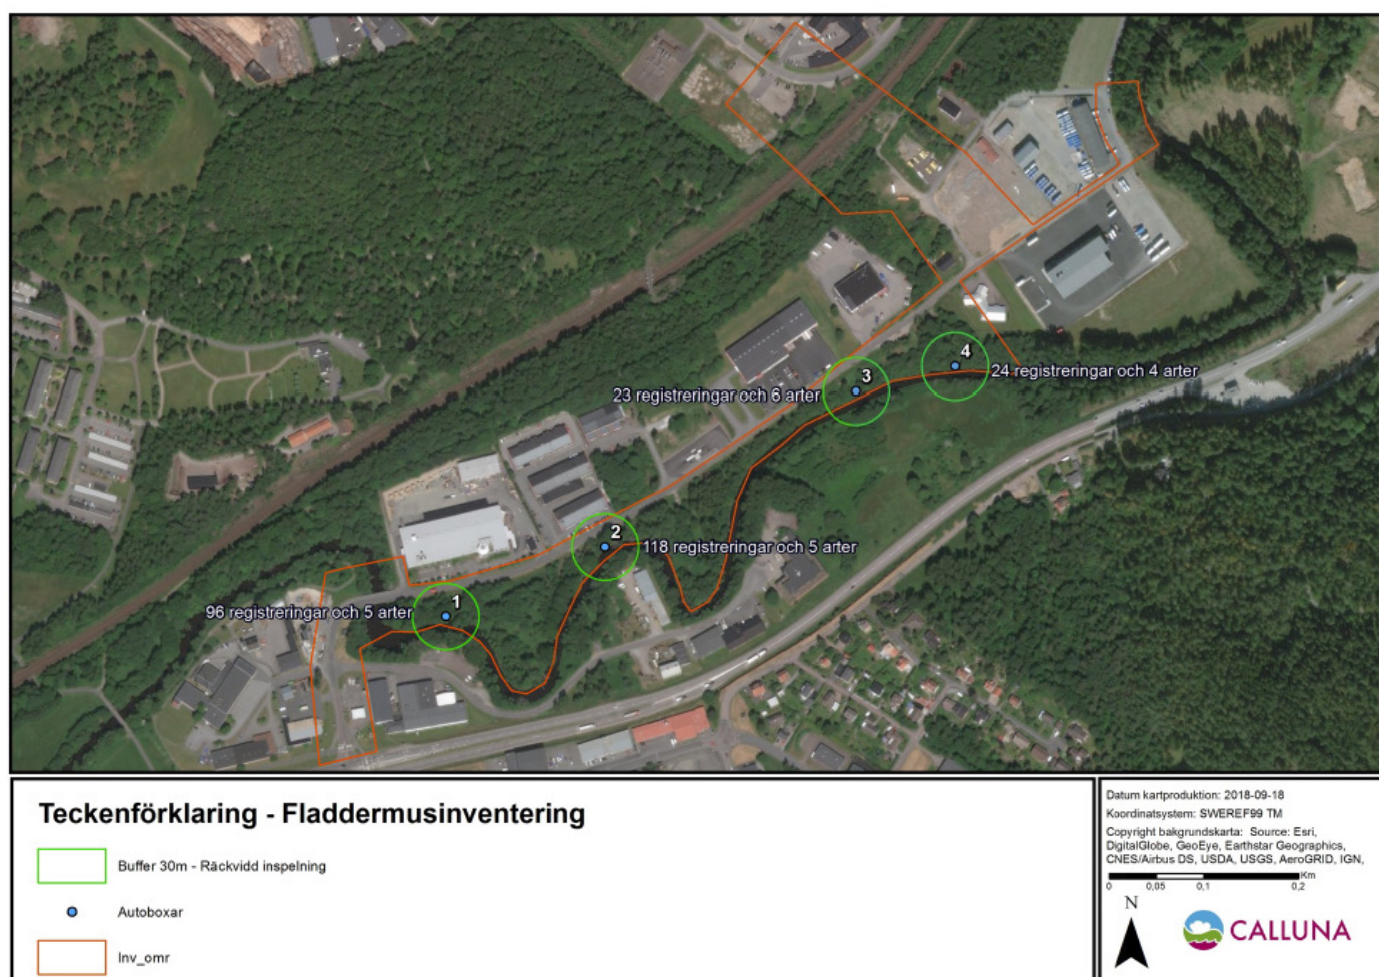 4
24 registreringar och 4 arter
3
23 registreringar och 6 arter
2
118 registreringar och 5 arter
1
96 registreringar och 5 arter
Teckenförklaring - Fladdermusinventering
Buffer 30m - Räckvidd inspelning
Autoboxar
Inv_omr
Datum kartproduktion: 2018-09-18
Koordinatsystem: SWEREF99 TM
Copyright bakgrundskarta: Source: Esri,
DigitalGlobe, GeoEye, Earthstar Geographics,
CNES/Airbus DS, USDA, USGS, AeroGRID, IGN,
Km
0 0,05 0,1 0,2
N
CALLUNA